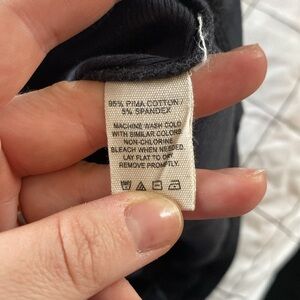 95% PIMA COTTON/
5% SPANDEX
MACHINE WASH COLD
WITH SIMILAR COLORS
NON-CHLORINE
BLEACH WHEN NEEDED.
LAY FLAT TO DRY
REMOVE PROMPTLY.